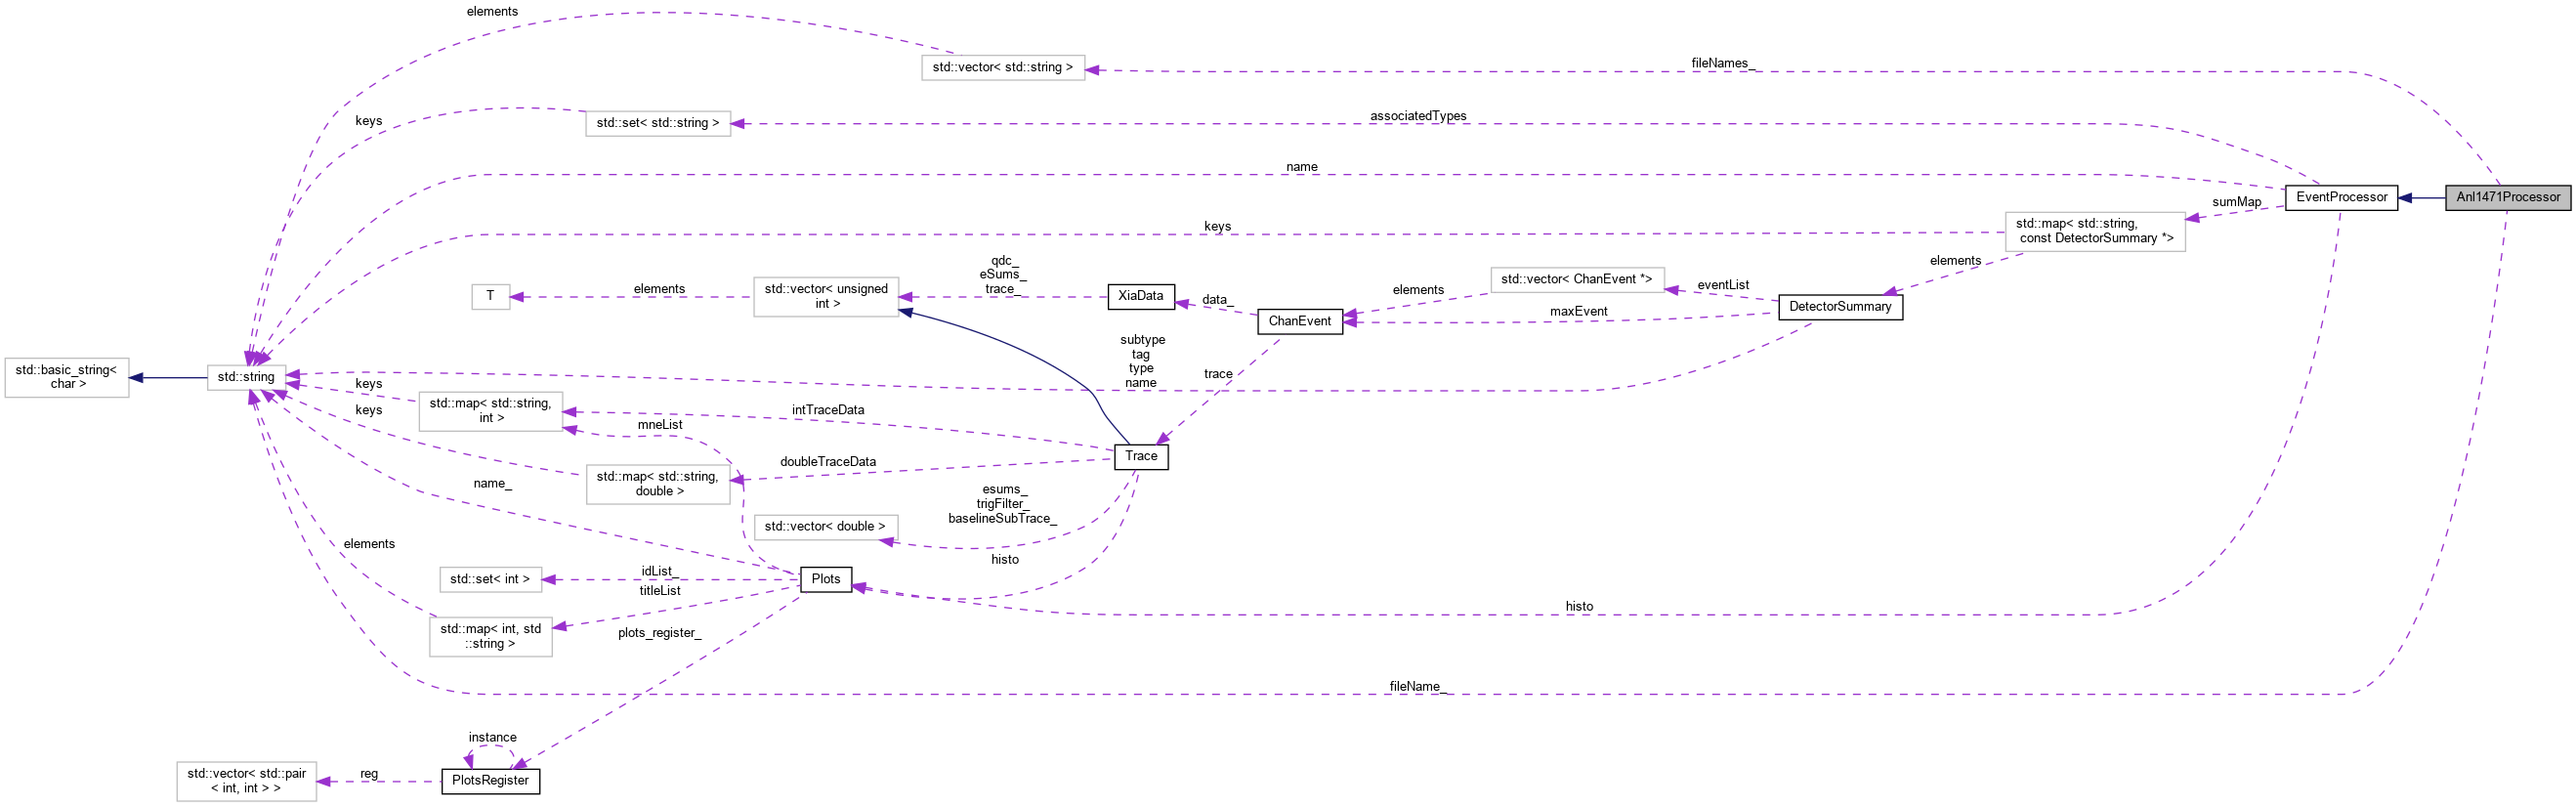 elements
std::vector< std::string >
fileNames_
keys
std::set< std::string >
associatedTypes
name
EventProcessor
Anl1471Processor
sumMap
keys
std::map< std::string,
const DetectorSummary *>
elements
qdc_
eSums_
trace_
std::vector< ChanEvent *>
eventList
elements
T
elements
std::vector< unsigned
int >
XiaData
data_
ChanEvent
maxEvent
DetectorSummary
subtype
tag
type
name
trace
std::basic_string<
char >
std::string
keys
std::map< std::string,
int >
intTraceData
keys
mneList
Trace
doubleTraceData
std::map< std::string,
double >
name_
esums_
trigFilter_
baselineSubTrace_
std::vector< double >
elements
histo
std::set< int >
idList_
Plots
titleList
histo
std::map< int, std
::string >
plots_register_
fileName_
instance
std::vector< std::pair
< int, int > >
reg
PlotsRegister